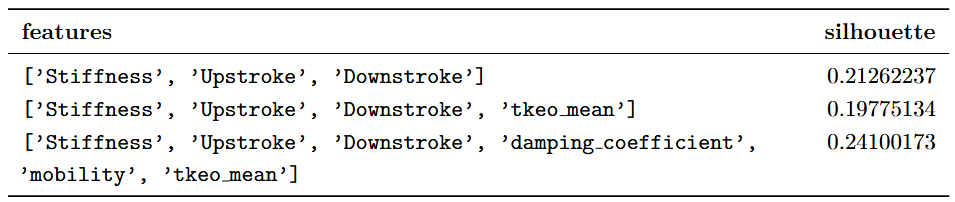 features silhouette
[’Stiffness’, ’Upstroke’, ’Downstroke’] 0.21262237
[’Stiffness’, ’Upstroke’, ’Downstroke’, ’tkeo_mean’] 0.19775134
[’Stiffness’, ’Upstroke’, ’Downstroke’, ’damping_coefficient’, 0.24100173
’mobility’, ’tkeo_mean’]